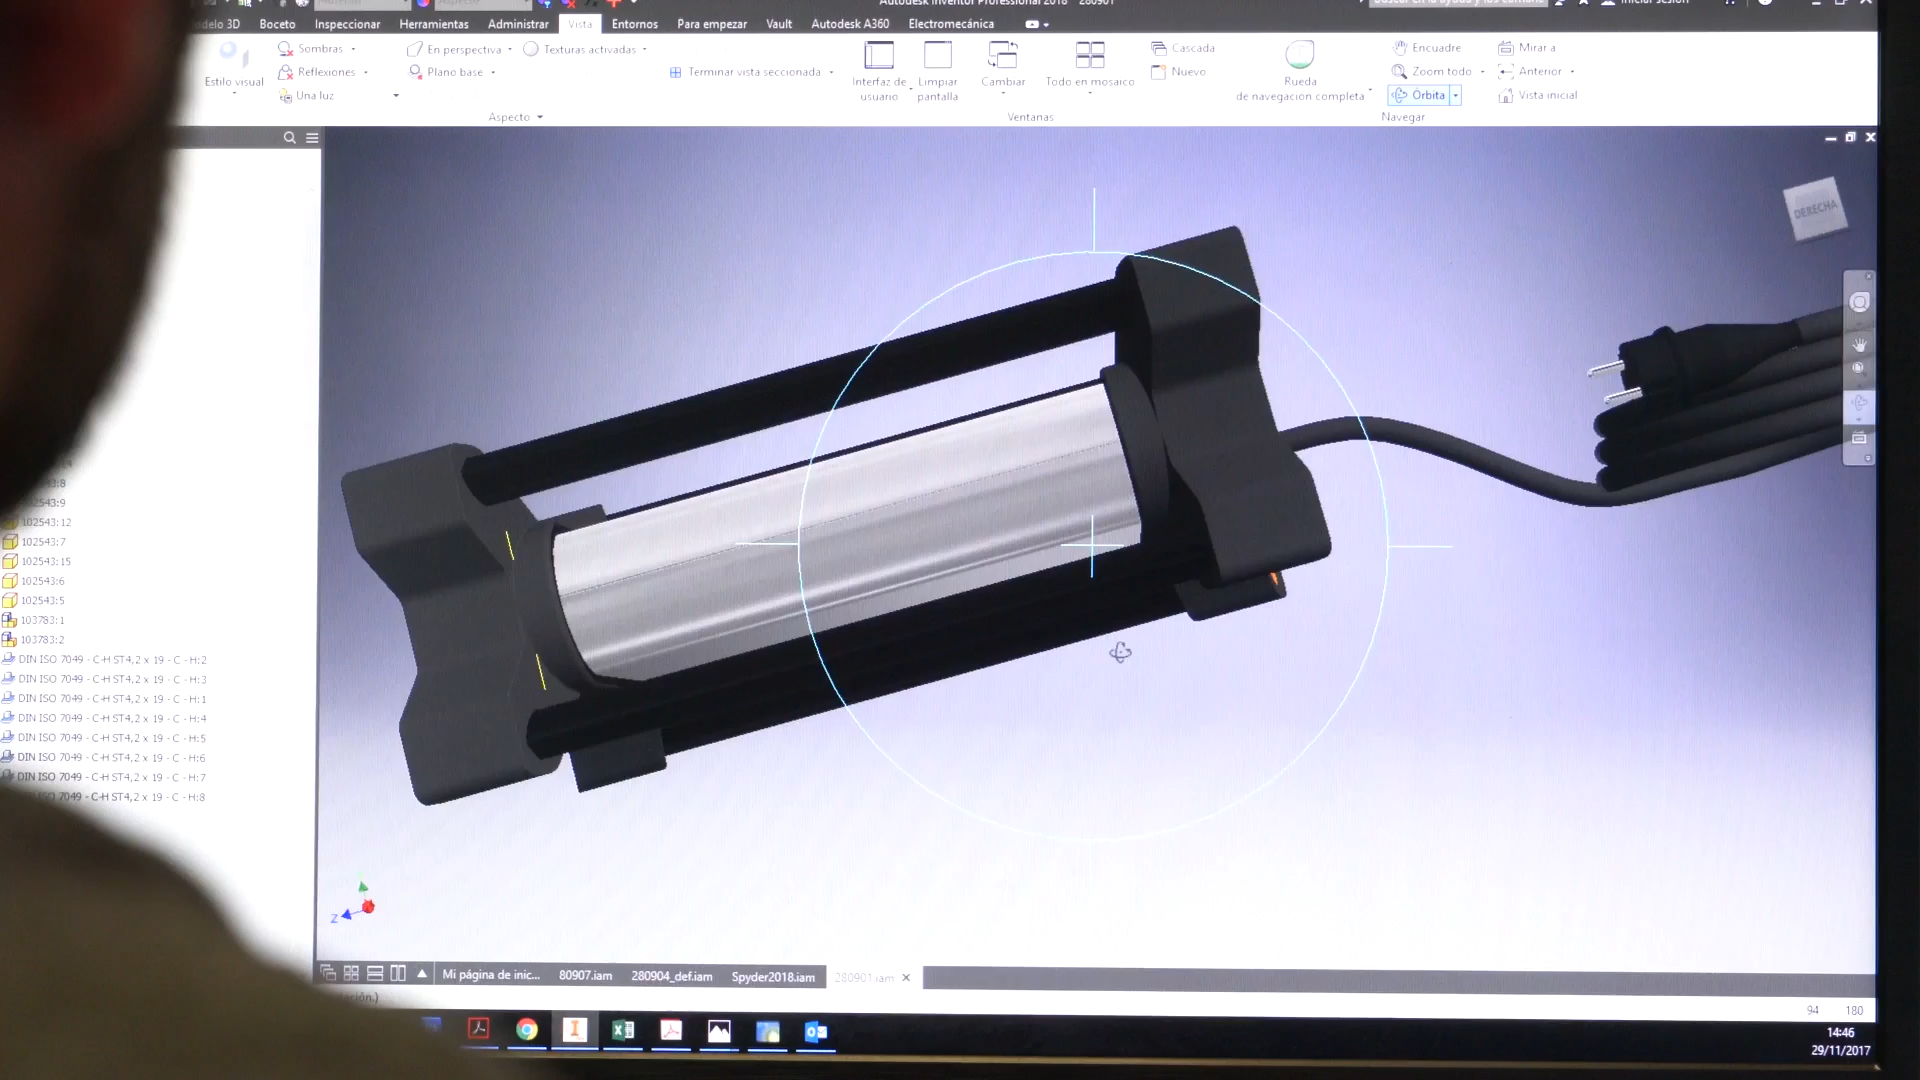 Autodesk Inventor Professional 2018 280901
Iniciar sesión
Modelo 3D Boceto Inspeccionar Herramientas Administrar Vista Entornos Para empezar Vault Autodesk A360 Electromecánica
Estilo visual
Sombras
Reflexiones
Una luz
En perspectiva
Plano base
Texturas activadas
Aspecto
Terminar vista seccionada
Interfaz de
usuario
Limpiar
pantalla
Cambiar
Todo en mosaico
Cascada
Nuevo
Ventanas
Rueda
de navegación completa
Encuadre
Zoom todo
Órbita
Mirar a
Anterior
Vista inicial
Navegar
DERECHA
102543:9
102543:12
102543:7
102543:15
102543:6
102543:5
103783:1
103783:2
DIN ISO 7049 - C-H ST4,2 x 19 - C - H:2
DIN ISO 7049 - C-H ST4,2 x 19 - C - H:3
DIN ISO 7049 - C-H ST4,2 x 19 - C - H:1
DIN ISO 7049 - C-H ST4,2 x 19 - C - H:4
DIN ISO 7049 - C-H ST4,2 x 19 - C - H:5
DIN ISO 7049 - C-H ST4,2 x 19 - C - H:6
DIN ISO 7049 - C-H ST4,2 x 19 - C - H:7
7049 - C-H ST4,2 x 19 - C - H:8
Z
Mi página de inic... 80907.iam 280904_def.iam Spyder2018.iam 280901.iam
94 180
14:46
29/11/2017